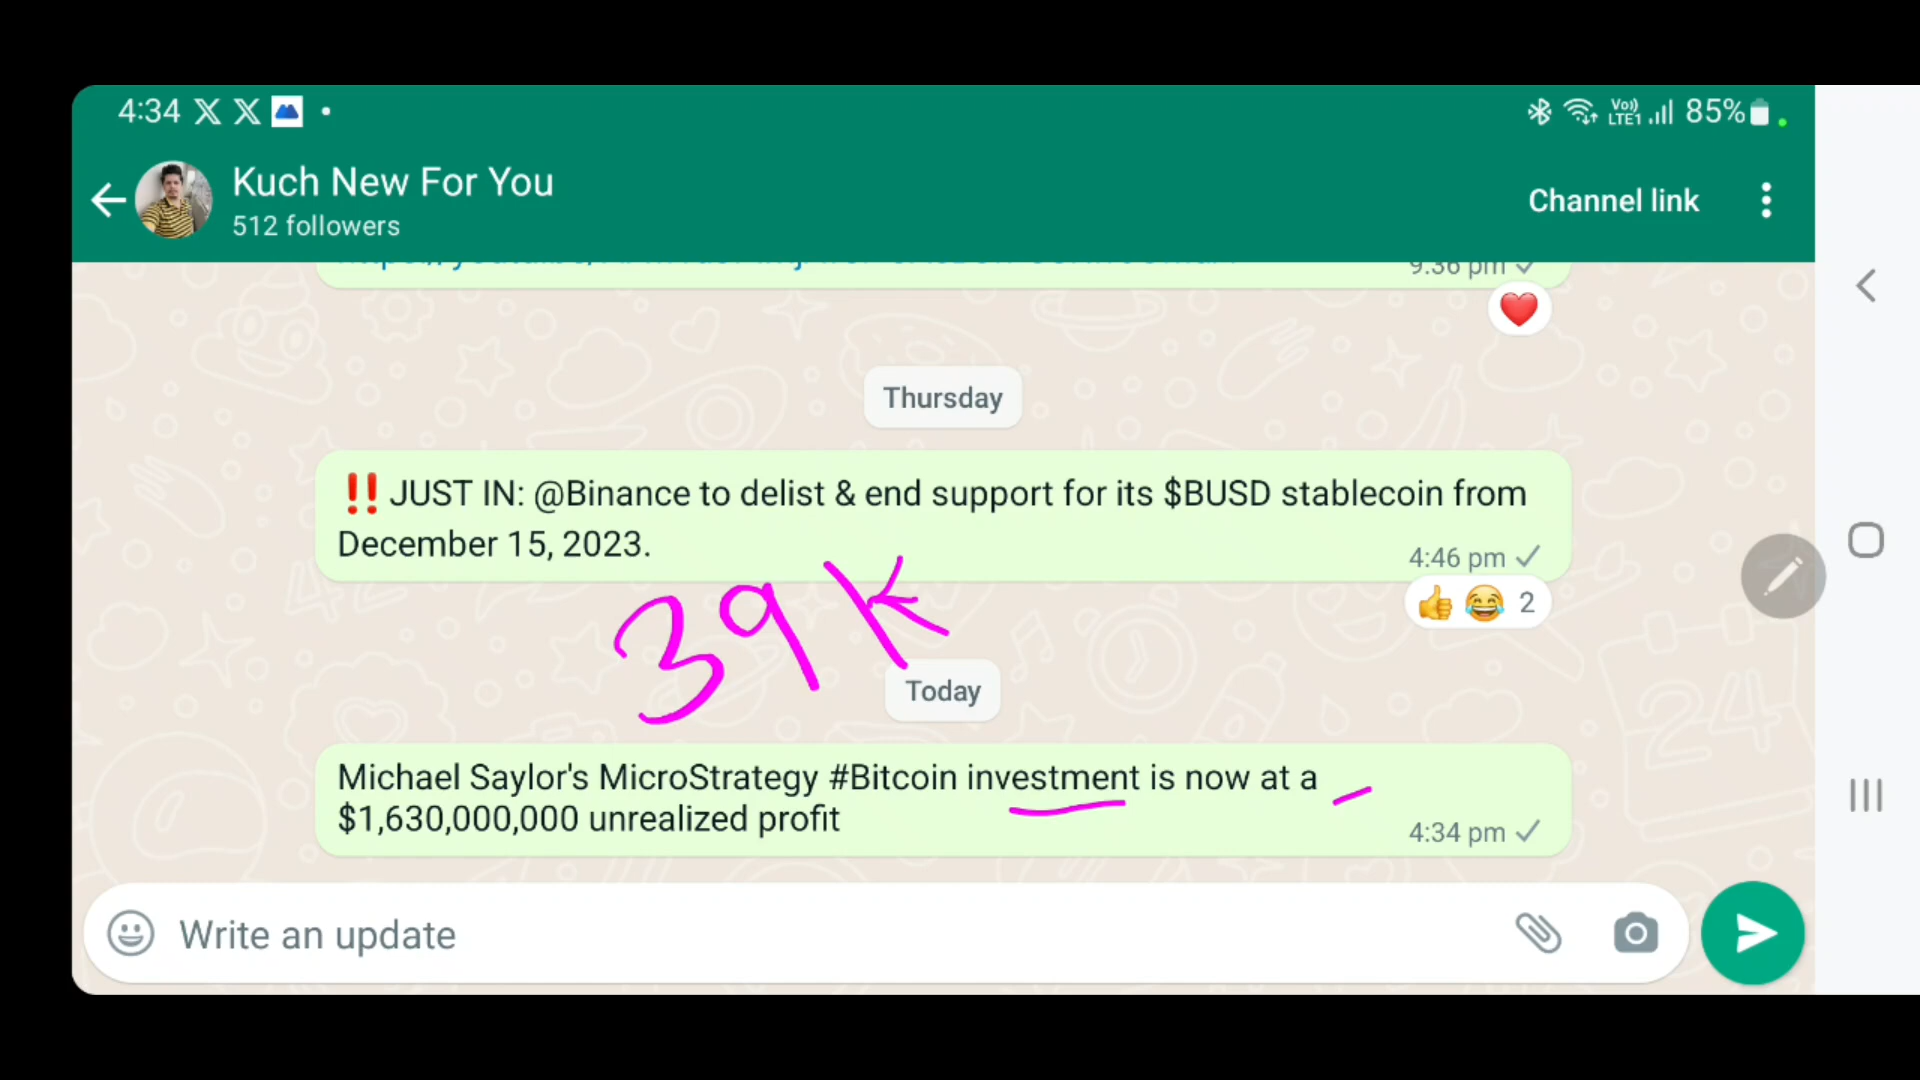 4:34
Vo))
LTE1
85%
Kuch New For You
512 followers
Channel link
9:36 pm
Thursday
‼️ JUST IN: @Binance to delist & end support for its $BUSD stablecoin from
December 15, 2023.
4:46 pm
👍 😂 2
39K
Today
Michael Saylor's MicroStrategy #Bitcoin investment is now at a
$1,630,000,000 unrealized profit
4:34 pm
Write an update